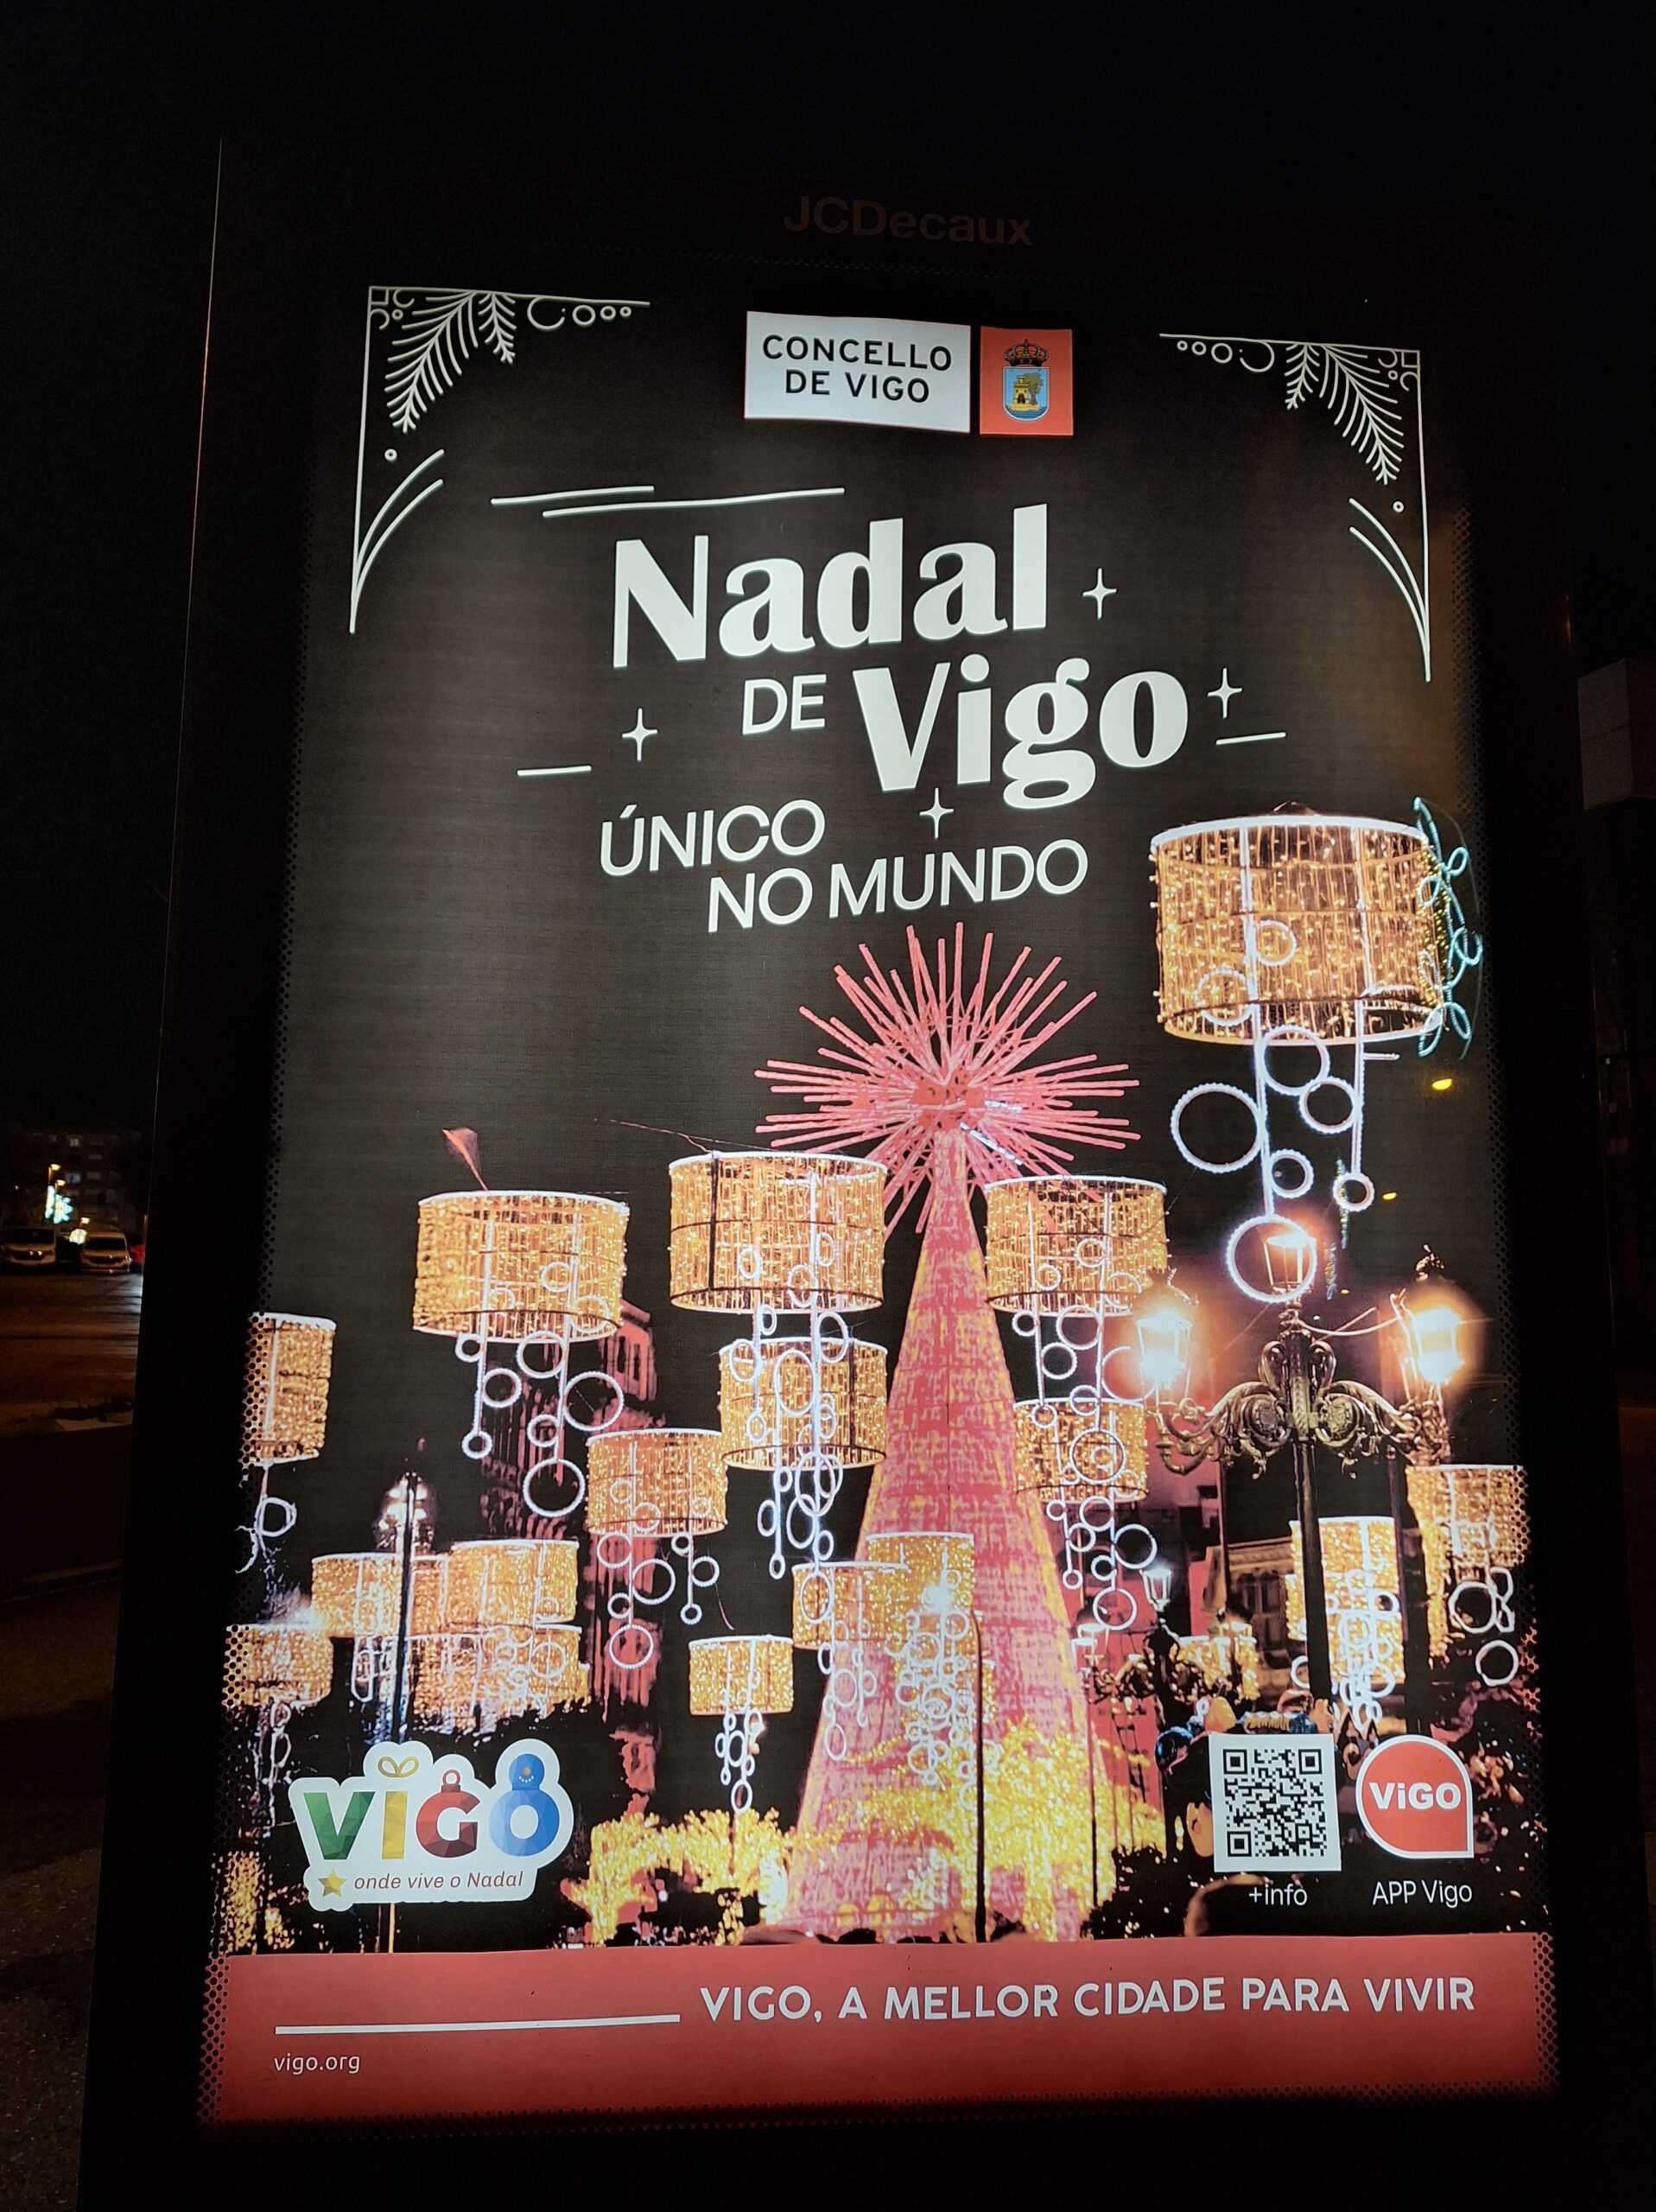 JCDecaux
CONCELLO
DE VIGO
Nadal
DE Vigo
ÚNICO
NO MUNDO
ViGO
onde vive o Nadal
ViGO
+info
APP Vigo
VIGO, A MELLOR CIDADE PARA VIVIR
vigo.org